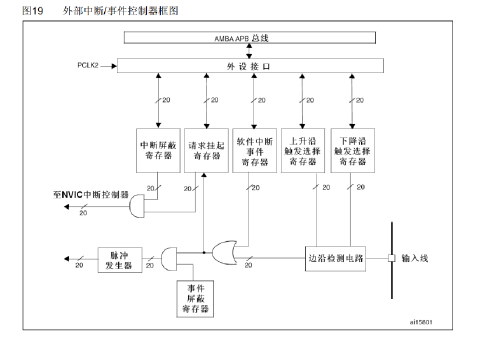 图19 外部中断/事件控制器框图
AMBA APB 总线
PCLK2
外设接口
20 20 20 20 20
中断屏蔽
寄存器
请求挂起
寄存器
软件中断
事件
寄存器
上升沿
触发选择
寄存器
下降沿
触发选择
寄存器
20 20 20 20 20
至NVIC中断控制器
20
脉冲
发生器
20 20 20
边沿检测电路
输入线
事件
屏蔽
寄存器
ai15801